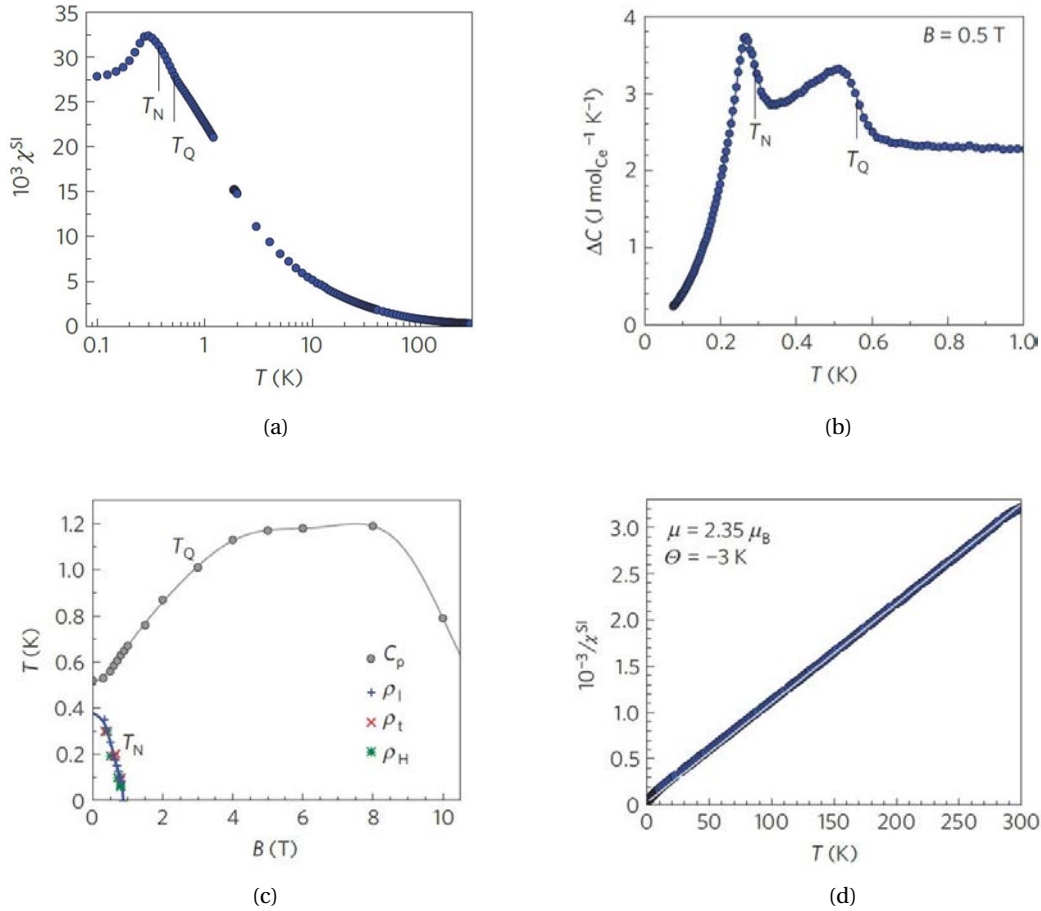 35
30
25
20
15
10
5
0
10³ χ^SI
T_N
T_Q
0.1 1 10 100
T (K)
(a)
B = 0.5 T
4
3
2
1
0
ΔC (J mol_Ce⁻¹ K⁻¹)
T_N
T_Q
0 0.2 0.4 0.6 0.8 1.0
T (K)
(b)
1.2
1.0
0.8
0.6
0.4
0.2
0
T (K)
T_Q
C_p
ρ_l
ρ_t
ρ_H
T_N
0 2 4 6 8 10
B (T)
(c)
μ = 2.35 μ_B
Θ = −3 K
3.0
2.5
2.0
1.5
1.0
0.5
0
10⁻³/χ^SI
0 50 100 150 200 250 300
T (K)
(d)